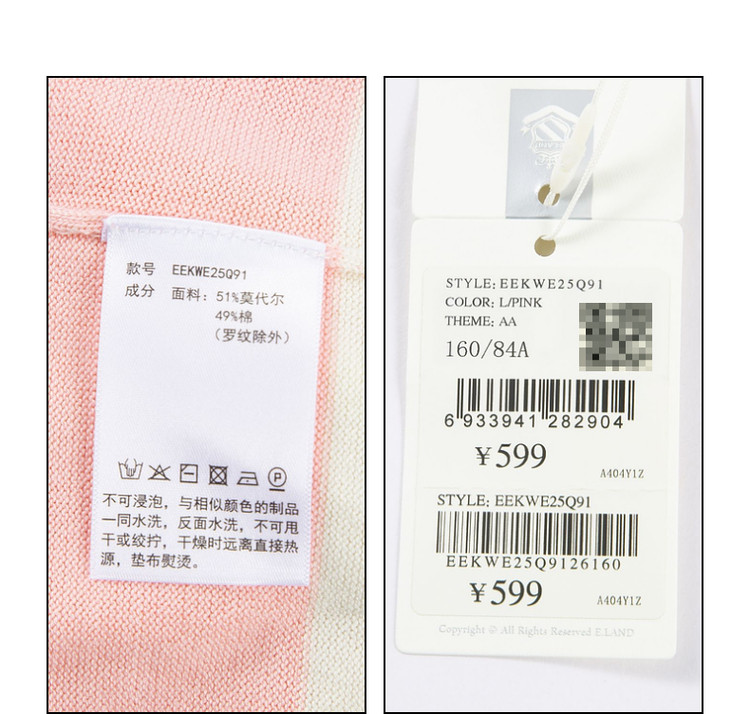 款号 EEKWE25Q91
成分 面料：51%莫代尔
49%棉
（罗纹除外）
不可浸泡，与相似颜色的制品
一同水洗，反面水洗，不可甩
干或绞拧，干燥时远离直接热
源，垫布熨烫。
STYLE: EEKWE25Q91
COLOR: L/PINK
THEME: AA
160/84A
6 933941 282904
¥599
A404Y1Z
STYLE: EEKWE25Q91
EEKWE25Q9126160
¥599
A404Y1Z
Copyright @ All Rights Reserved E.LAND